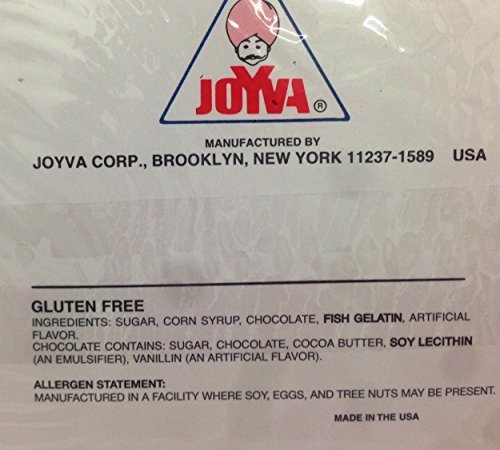 JOYVA ®
MANUFACTURED BY
JOYVA CORP., BROOKLYN, NEW YORK 11237-1589 USA
GLUTEN FREE
INGREDIENTS: SUGAR, CORN SYRUP, CHOCOLATE, FISH GELATIN, ARTIFICIAL
FLAVOR.
CHOCOLATE CONTAINS: SUGAR, CHOCOLATE, COCOA BUTTER, SOY LECITHIN
(AN EMULSIFIER), VANILLIN (AN ARTIFICIAL FLAVOR).
ALLERGEN STATEMENT:
MANUFACTURED IN A FACILITY WHERE SOY, EGGS, AND TREE NUTS MAY BE PRESENT.
MADE IN THE USA